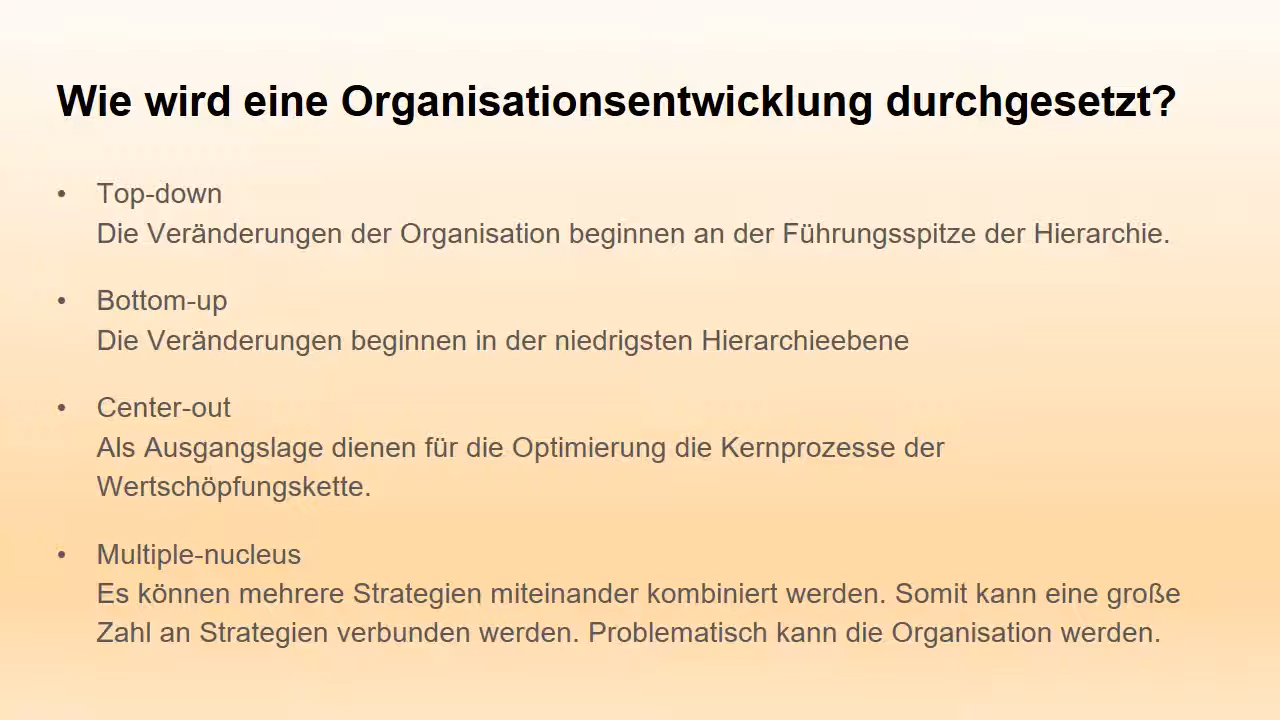 Wie wird eine Organisationsentwicklung durchgesetzt?
• Top-down
Die Veränderungen der Organisation beginnen an der Führungsspitze der Hierarchie.
• Bottom-up
Die Veränderungen beginnen in der niedrigsten Hierarchieebene
• Center-out
Als Ausgangslage dienen für die Optimierung die Kernprozesse der
Wertschöpfungskette.
• Multiple-nucleus
Es können mehrere Strategien miteinander kombiniert werden. Somit kann eine große
Zahl an Strategien verbunden werden. Problematisch kann die Organisation werden.